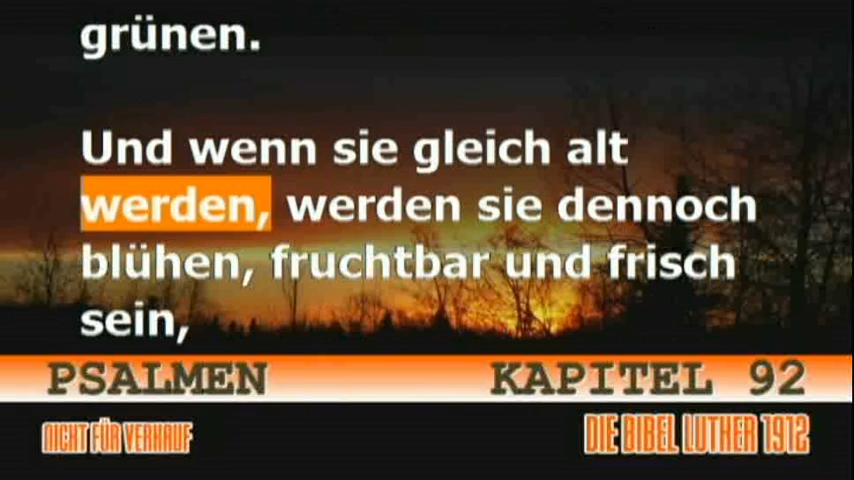 grünen.
Und wenn sie gleich alt
werden, werden sie dennoch
blühen, fruchtbar und frisch
sein,
PSALMEN KAPITEL 92
NICHT FÜR VERKAUF DIE BIBEL LUTHER 1912